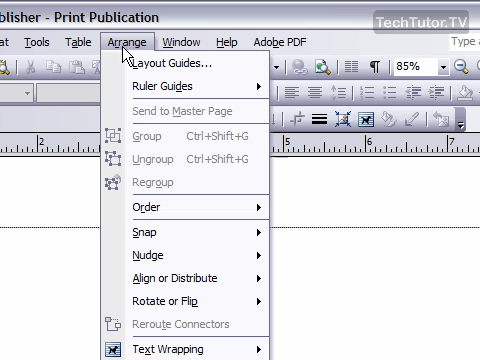 blisher - Print Publication
TechTutor.TV
at Tools Table Arrange Window Help Adobe PDF Type a
85%
Layout Guides...
Ruler Guides
Send to Master Page
Group Ctrl+Shift+G
Ungroup Ctrl+Shift+G
Regroup
Order
Snap
Nudge
Align or Distribute
Rotate or Flip
Reroute Connectors
Text Wrapping
2 5 6 7